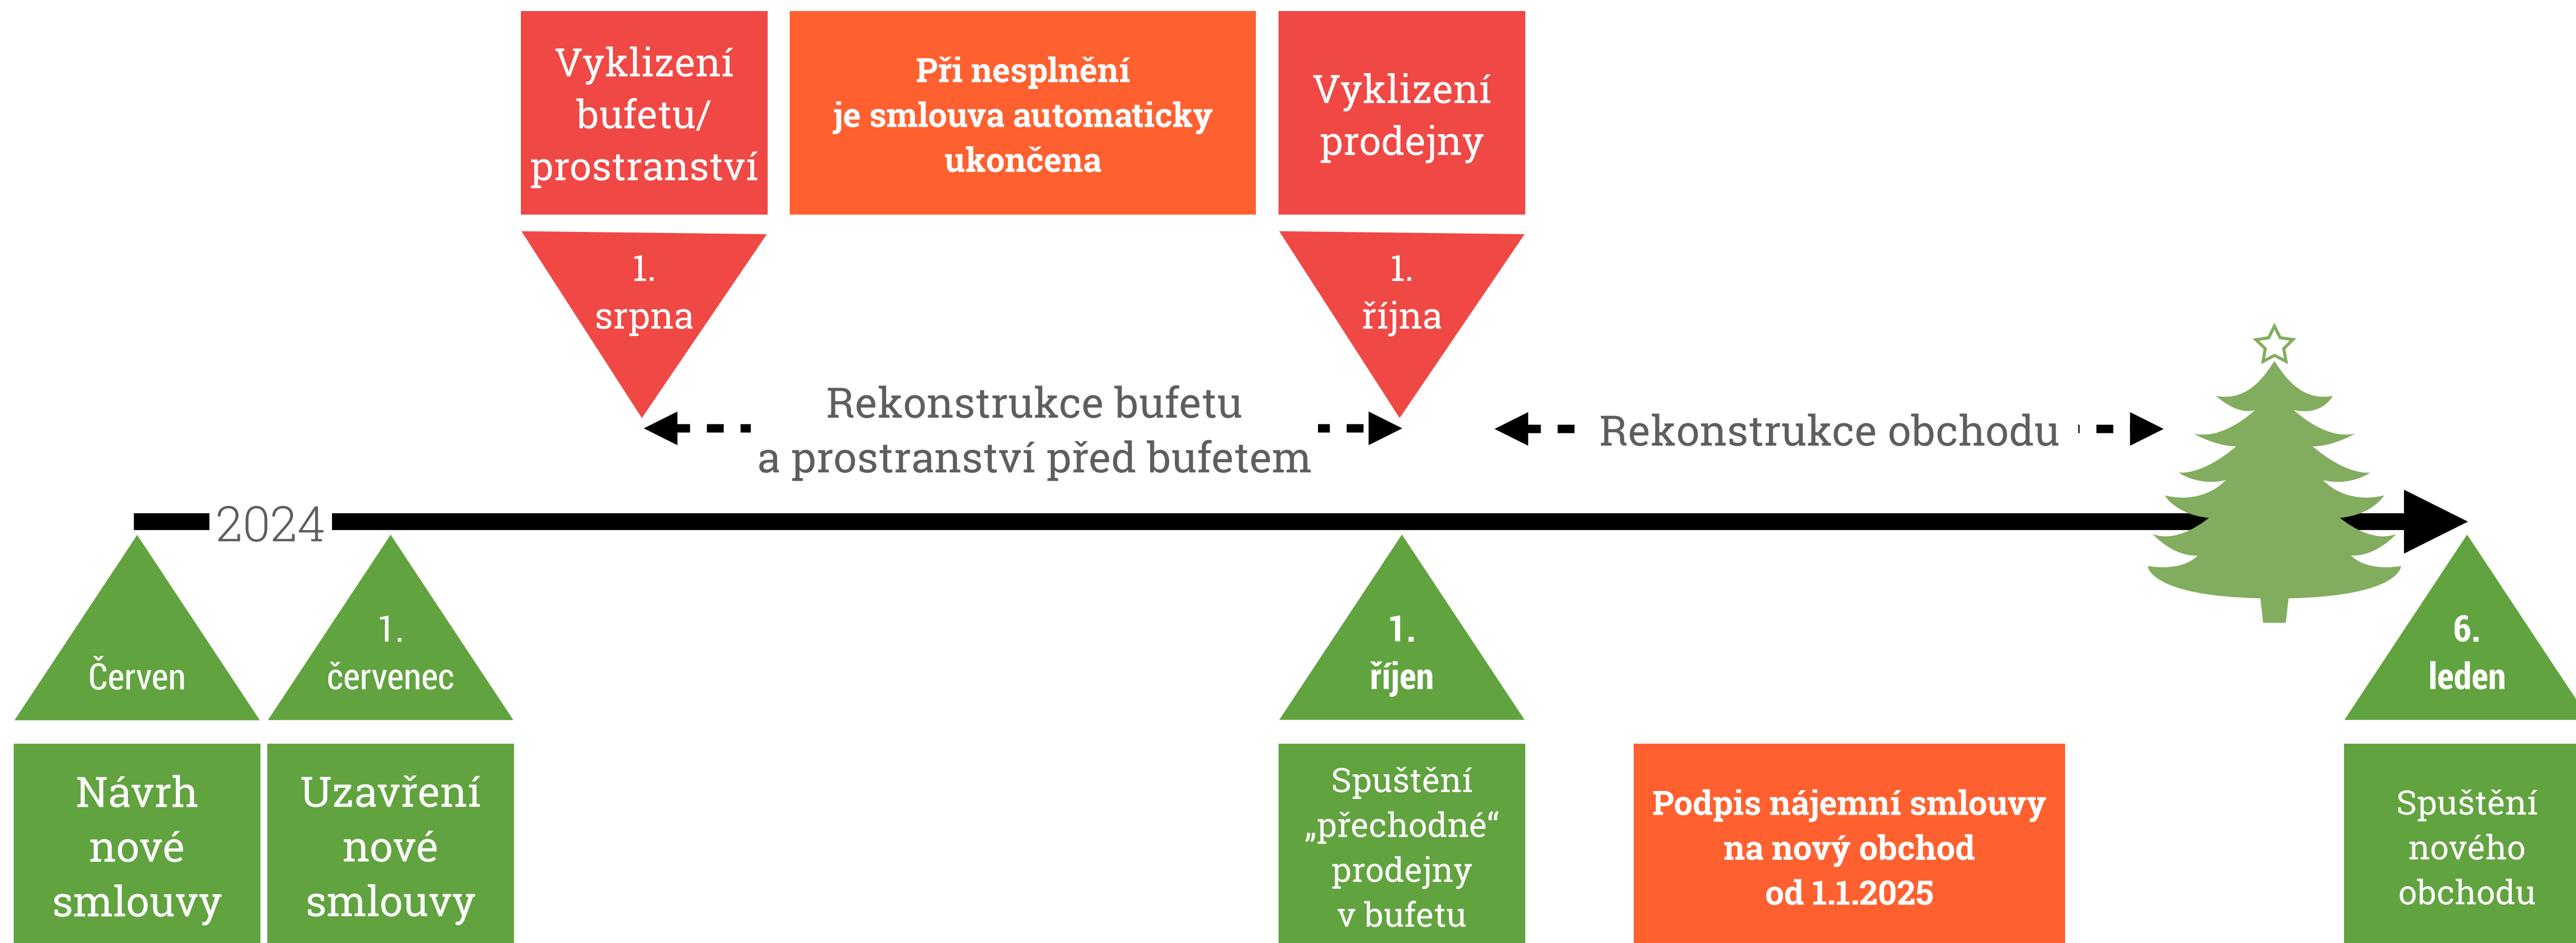 Vyklizení
bufetu/
prostranství
Při nesplnění
je smlouva automaticky
ukončena
Vyklizení
prodejny
1.
srpna
1.
října
Rekonstrukce bufetu
a prostranství před bufetem
Rekonstrukce obchodu
2024
Červen
1.
červenec
1.
říjen
6.
leden
Návrh
nové
smlouvy
Uzavření
nové
smlouvy
Spuštění
„přechodné“
prodejny
v bufetu
Podpis nájemní smlouvy
na nový obchod
od 1.1.2025
Spuštění
nového
obchodu